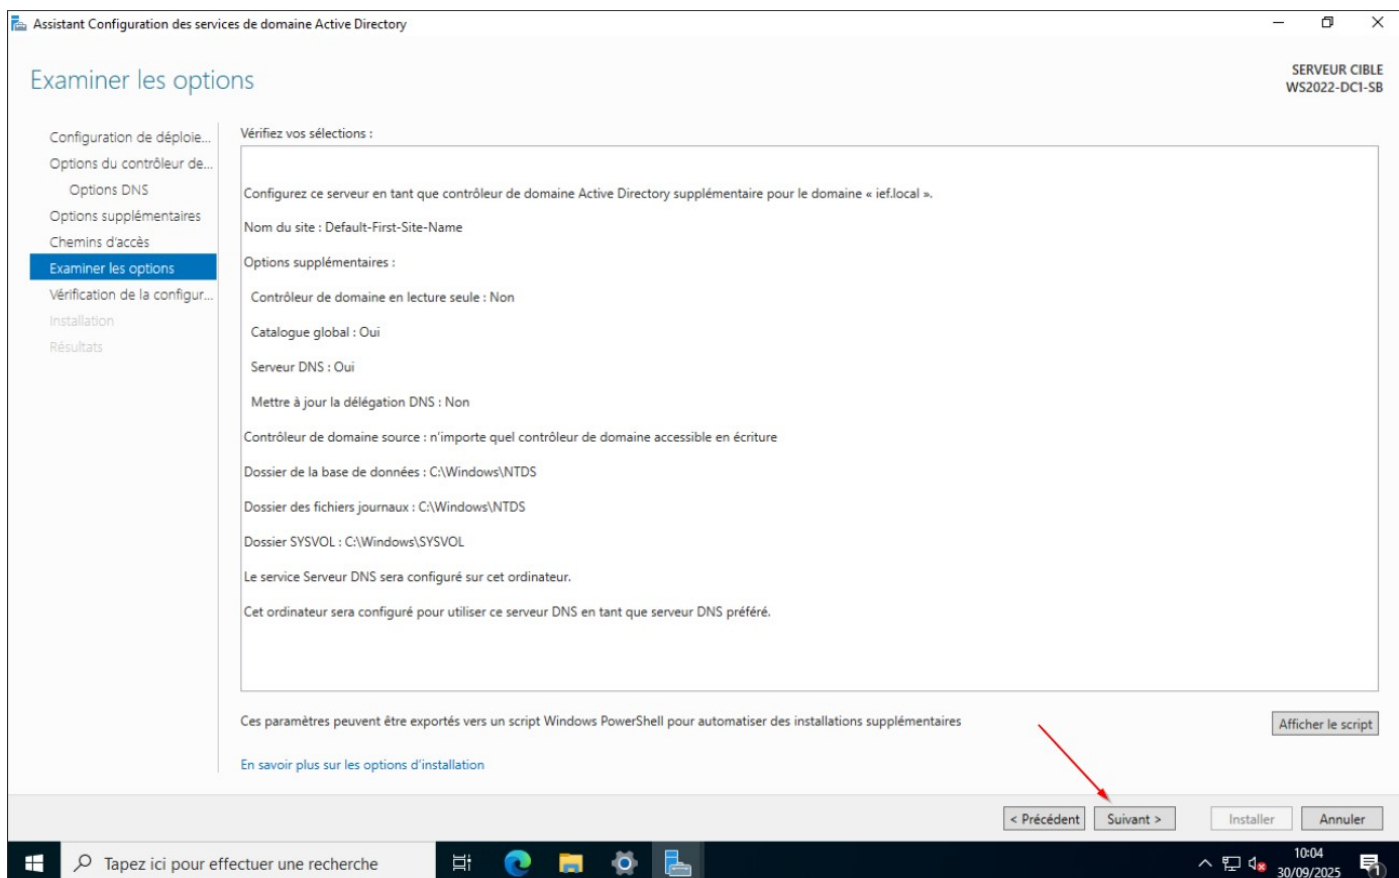 Assistant Configuration des services de domaine Active Directory
Examiner les options
SERVEUR CIBLE
WS2022-DC1-SB
Configuration de déploie...
Options du contrôleur de...
Options DNS
Options supplémentaires
Chemins d'accès
Examiner les options
Vérification de la configur...
Installation
Résultats
Vérifiez vos sélections :
Configurez ce serveur en tant que contrôleur de domaine Active Directory supplémentaire pour le domaine « ief.local ».
Nom du site : Default-First-Site-Name
Options supplémentaires :
Contrôleur de domaine en lecture seule : Non
Catalogue global : Oui
Serveur DNS : Oui
Mettre à jour la délégation DNS : Non
Contrôleur de domaine source : n'importe quel contrôleur de domaine accessible en écriture
Dossier de la base de données : C:\Windows\NTDS
Dossier des fichiers journaux : C:\Windows\NTDS
Dossier SYSVOL : C:\Windows\SYSVOL
Le service Serveur DNS sera configuré sur cet ordinateur.
Cet ordinateur sera configuré pour utiliser ce serveur DNS en tant que serveur DNS préféré.
Ces paramètres peuvent être exportés vers un script Windows PowerShell pour automatiser des installations supplémentaires
Afficher le script
En savoir plus sur les options d'installation
< Précédent
Suivant >
Installer
Annuler
Tapez ici pour effectuer une recherche
10:04
30/09/2025
1